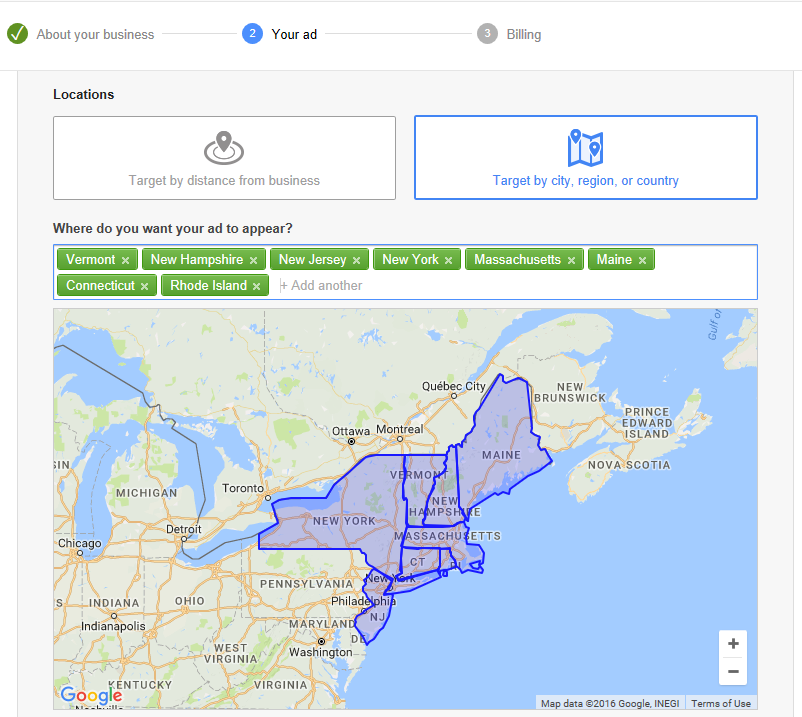 About your business
2 Your ad
3 Billing
Locations
Target by distance from business
Target by city, region, or country
Where do you want your ad to appear?
Vermont × New Hampshire × New Jersey × New York × Massachusetts × Maine ×
Connecticut × Rhode Island × + Add another
Gulf of
Québec City
NEW
BRUNSWICK
PRINCE
EDWARD
ISLAND
Ottawa Montreal
MAINE
NOVA SCOTIA
VERMONT
MICHIGAN
Toronto
NEW
HAMPSHIRE
NEW YORK
Detroit
MASSACHUSETTS
Chicago
CT
RI
New York
PENNSYLVANIA
INDIANA
OHIO
Philadelphia
NJ
Indianapolis
MARYLAND
DE
WEST
VIRGINIA
Washington
KENTUCKY
VIRGINIA
+
−
Google
Nashville
Map data ©2016 Google, INEGI Terms of Use